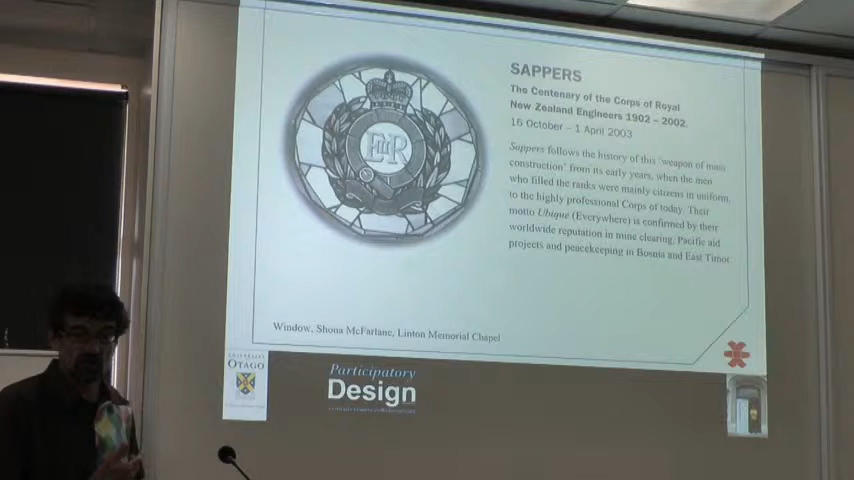 SAPPERS
The Centenary of the Corps of Royal
New Zealand Engineers 1902 – 2002.
16 October – 1 April 2003
Sappers follows the history of this 'weapon of mass
construction' from its early years, when the men
who filled the ranks were mainly citizens in uniform,
to the highly professional Corps of today. Their
motto Ubique (Everywhere) is confirmed by their
worldwide reputation in mine clearing, Pacific aid
projects and peacekeeping in Bosnia and East Timor
EIIR
Window, Shona McFarlane, Linton Memorial Chapel
OTAGO
Participatory
Design